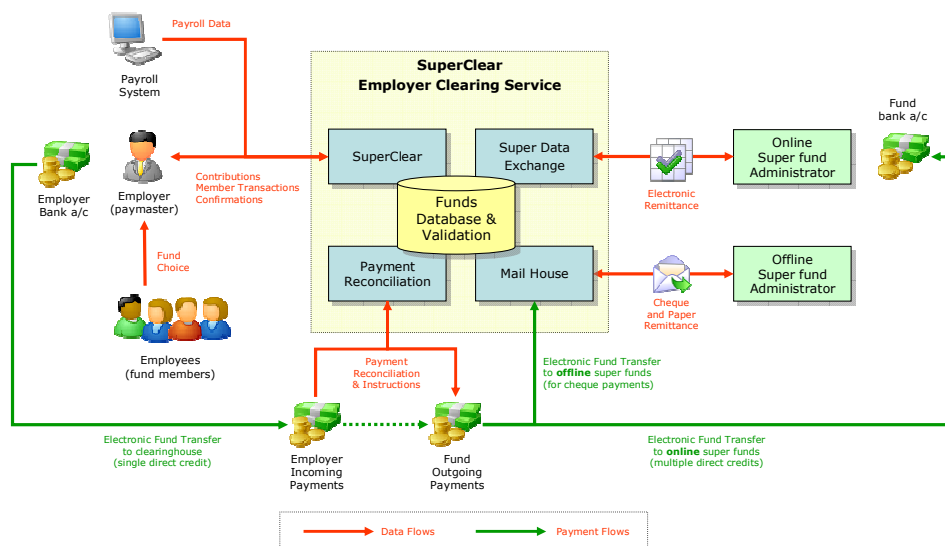 Payroll Data
SuperClear
Employer Clearing Service
Payroll
System
Fund
bank a/c
SuperClear
Super Data
Exchange
Online
Super fund
Administrator
Employer
Bank a/c
Employer
(paymaster)
Contributions
Member Transactions
Confirmations
Electronic
Remittance
Funds
Database &
Validation
Fund
Choice
Payment
Reconciliation
Mail House
Offline
Super fund
Administrator
Cheque
and Paper
Remittance
Employees
(fund members)
Payment
Reconciliation
& Instructions
Electronic Fund Transfer
to offline super funds
(for cheque payments)
Electronic Fund Transfer
to clearinghouse
(single direct credit)
Employer
Incoming
Payments
Fund
Outgoing
Payments
Electronic Fund Transfer
to online super funds
(multiple direct credits)
Data Flows
Payment Flows